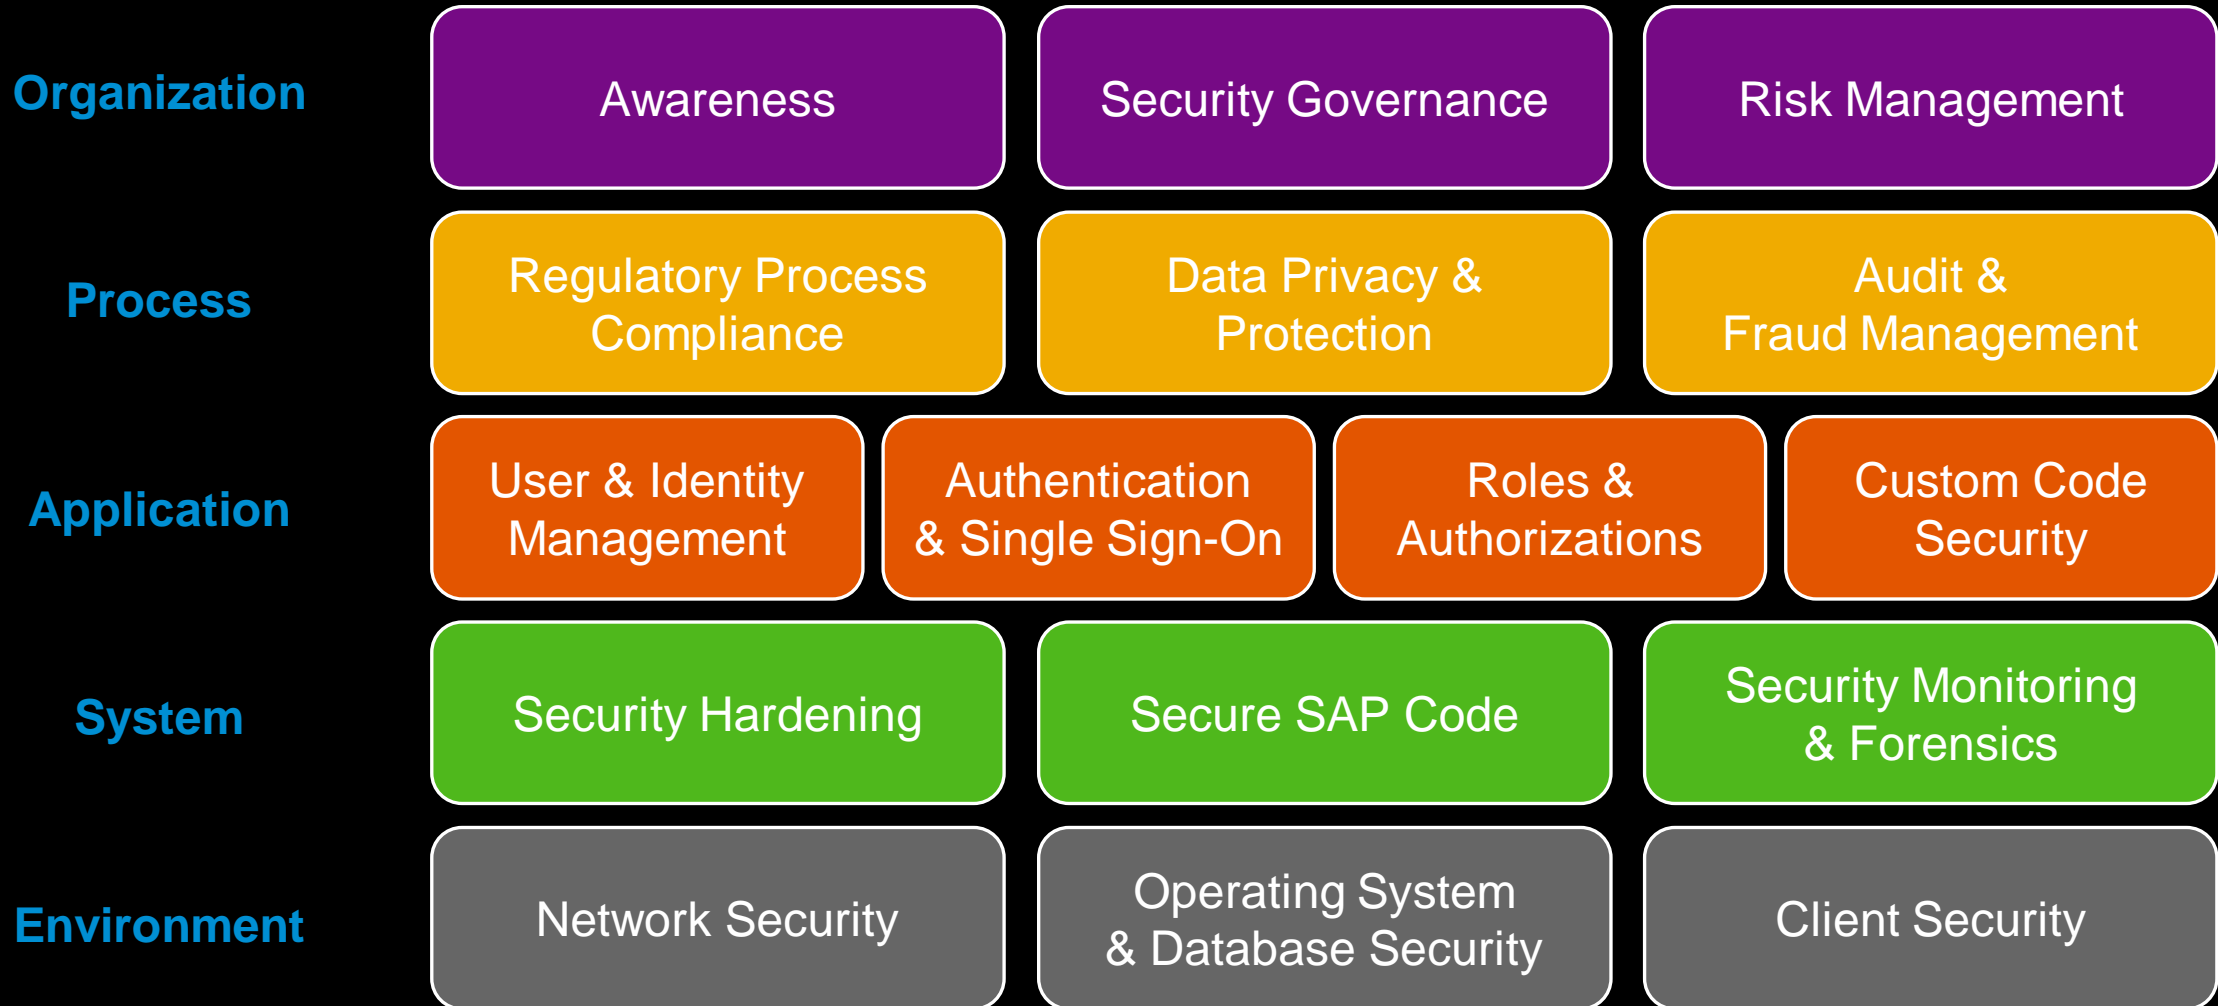 Organization
Awareness
Security Governance
Risk Management
Process
Regulatory Process
Compliance
Data Privacy &
Protection
Audit &
Fraud Management
Application
User & Identity
Management
Authentication
& Single Sign-On
Roles &
Authorizations
Custom Code
Security
System
Security Hardening
Secure SAP Code
Security Monitoring
& Forensics
Environment
Network Security
Operating System
& Database Security
Client Security